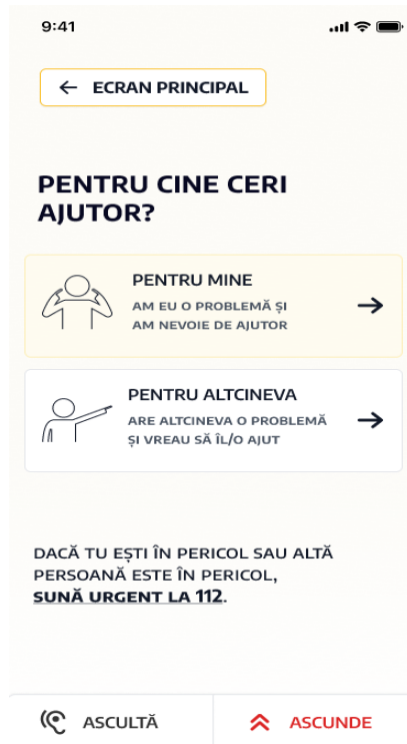 9:41
ECRAN PRINCIPAL
PENTRU CINE CERI
AJUTOR?
PENTRU MINE
AM EU O PROBLEMĂ ȘI
AM NEVOIE DE AJUTOR
PENTRU ALTCINEVA
ARE ALTCINEVA O PROBLEMĂ
ȘI VREAU SĂ ÎL/O AJUT
DACĂ TU EȘTI ÎN PERICOL SAU ALTĂ
PERSOANĂ ESTE ÎN PERICOL,
SUNĂ URGENT LA 112.
ASCULTĂ
ASCUNDE